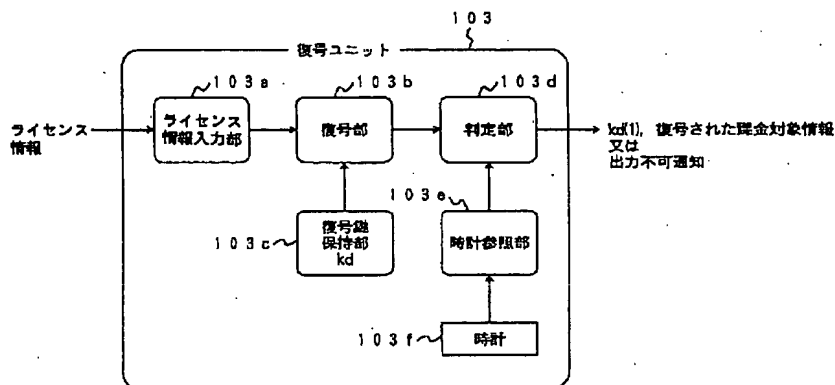 103
復号ユニット
103a
103b
103d
ライセンス
情報
ライセンス
情報入力部
復号部
判定部
kd(1), 復号された課金対象情報
又は
出力不可通知
103e
103c
復号鍵
保持部
kd
時計参照部
103f
時計